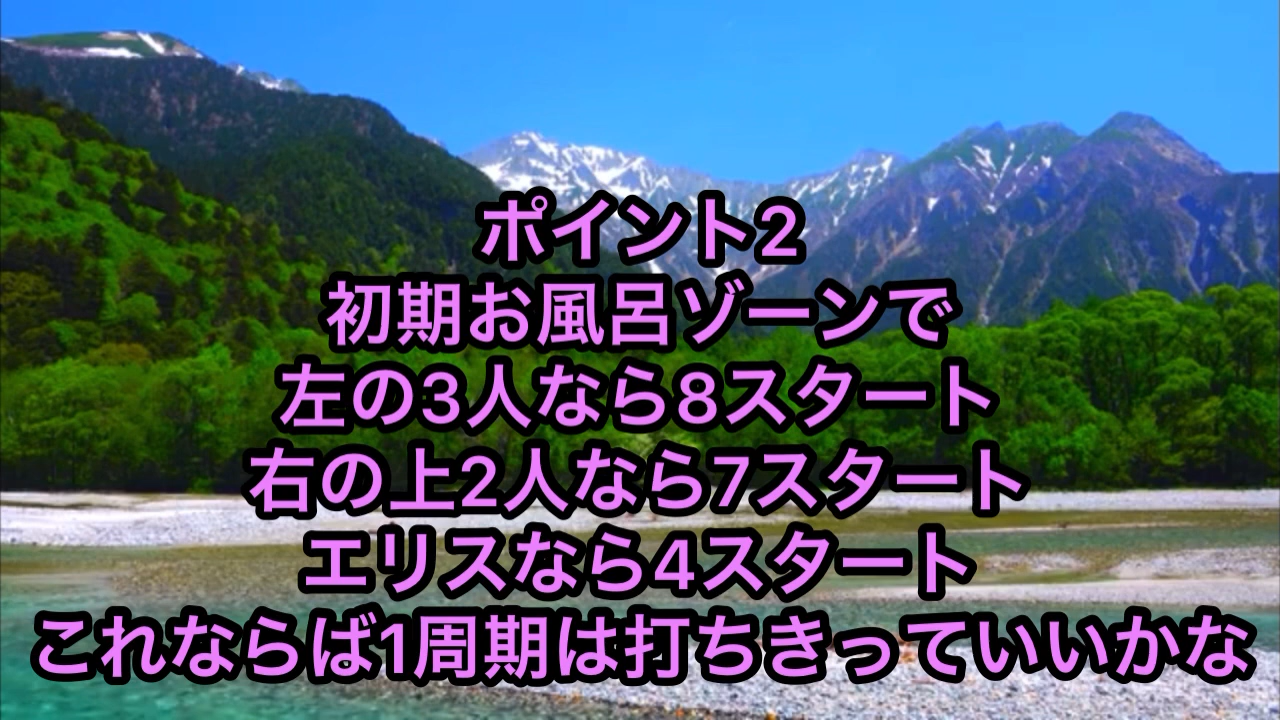 ポイント2
初期お風呂ゾーンで
左の3人なら8スタート
右の上2人なら7スタート
エリスなら4スタート
これならば1周期は打ちきっていいかな